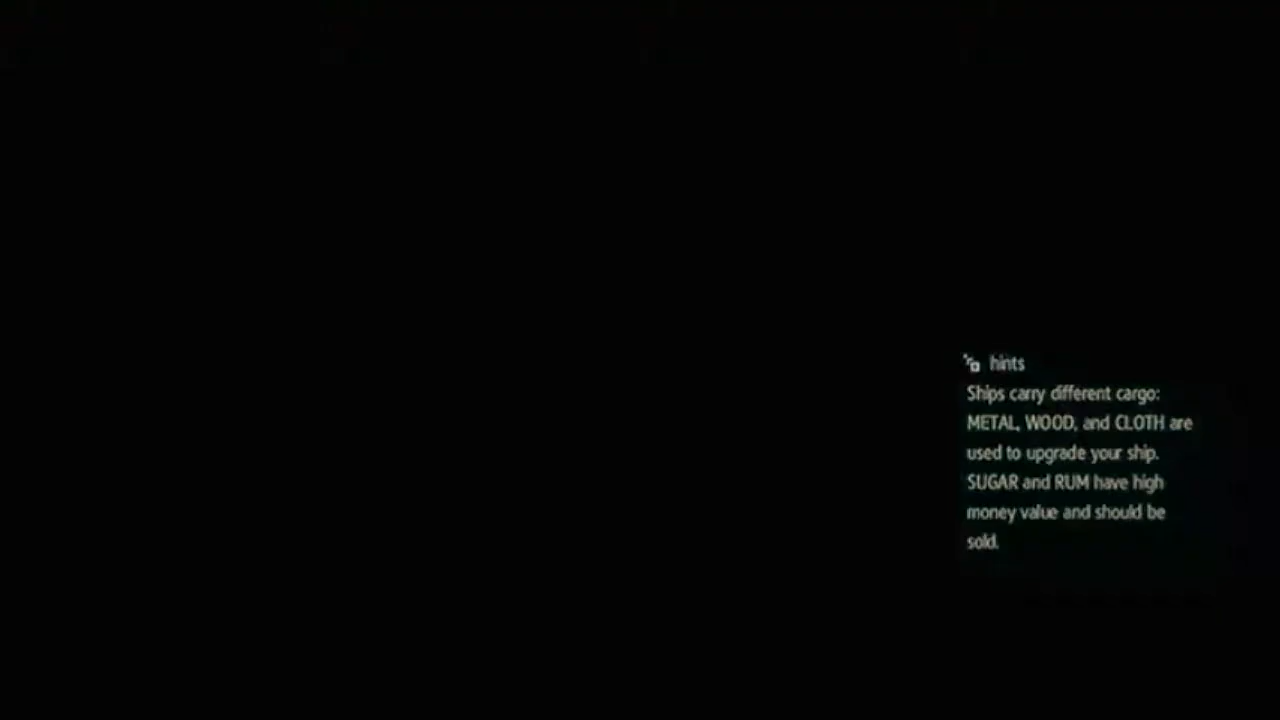 hints
Ships carry different cargo:
METAL, WOOD, and CLOTH are
used to upgrade your ship.
SUGAR and RUM have high
money value and should be
sold.